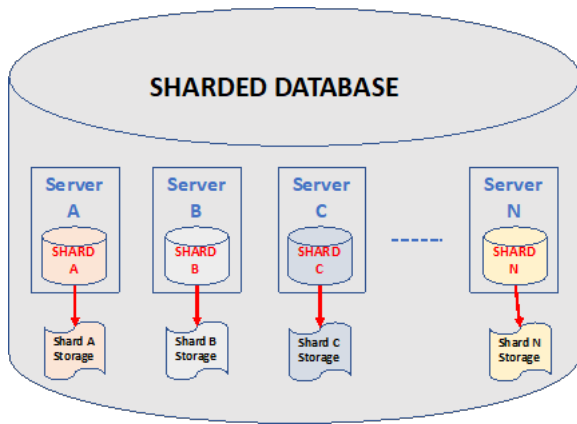 SHARDED DATABASE
Server
A
SHARD
A
Shard A
Storage
Server
B
SHARD
B
Shard B
Storage
Server
C
SHARD
C
Shard C
Storage
Server
N
SHARD
N
Shard N
Storage